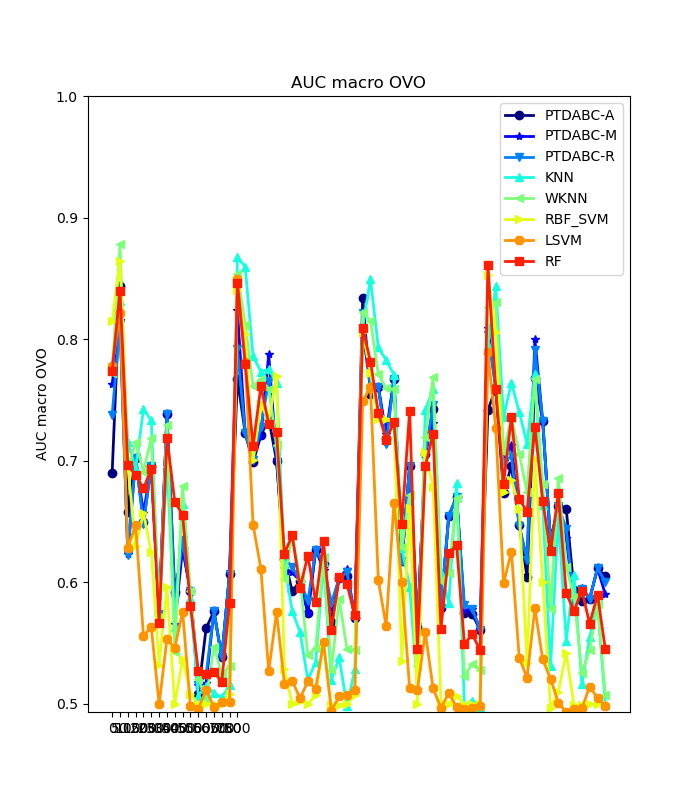 AUC macro OVO
1.0
0.9
0.8
0.7
0.6
0.5
AUC macro OVO
PTDABC-A
PTDABC-M
PTDABC-R
KNN
WKNN
RBF_SVM
LSVM
RF